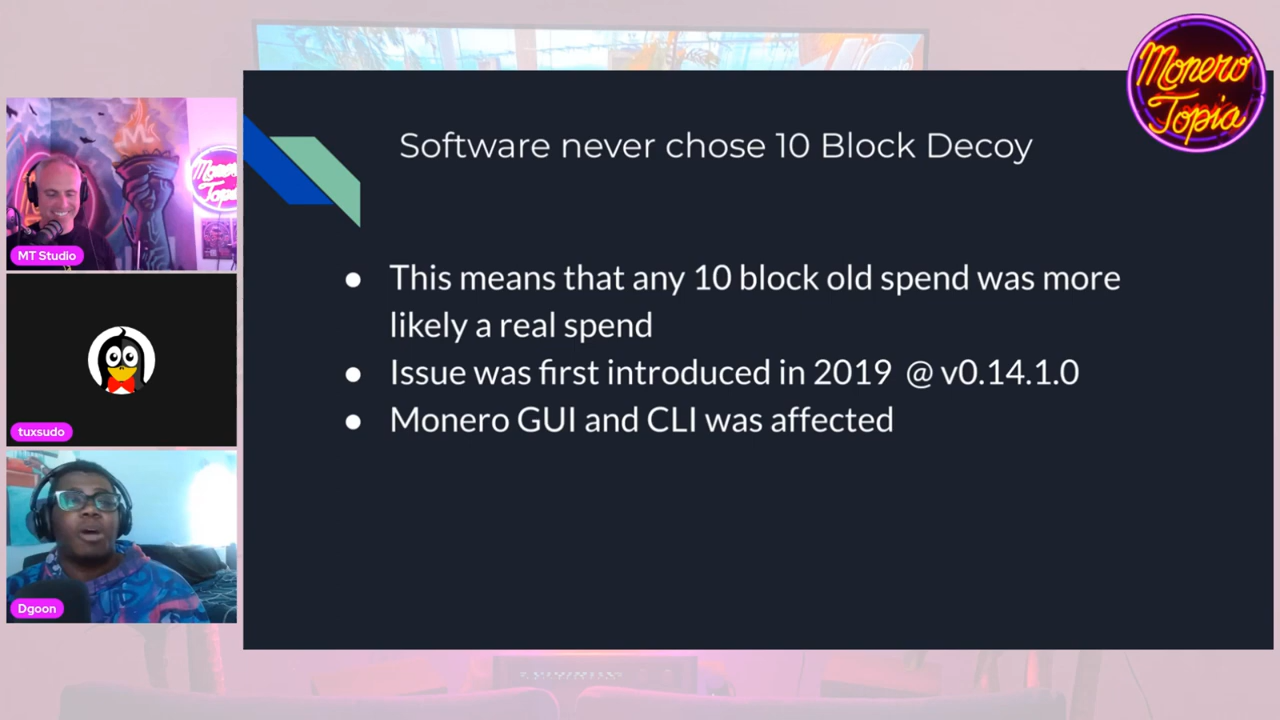 Monero
Topia
Software never chose 10 Block Decoy
● This means that any 10 block old spend was more
likely a real spend
● Issue was first introduced in 2019 @ v0.14.1.0
● Monero GUI and CLI was affected
Monero
Topia
MT Studio
tuxsudo
Dgoon